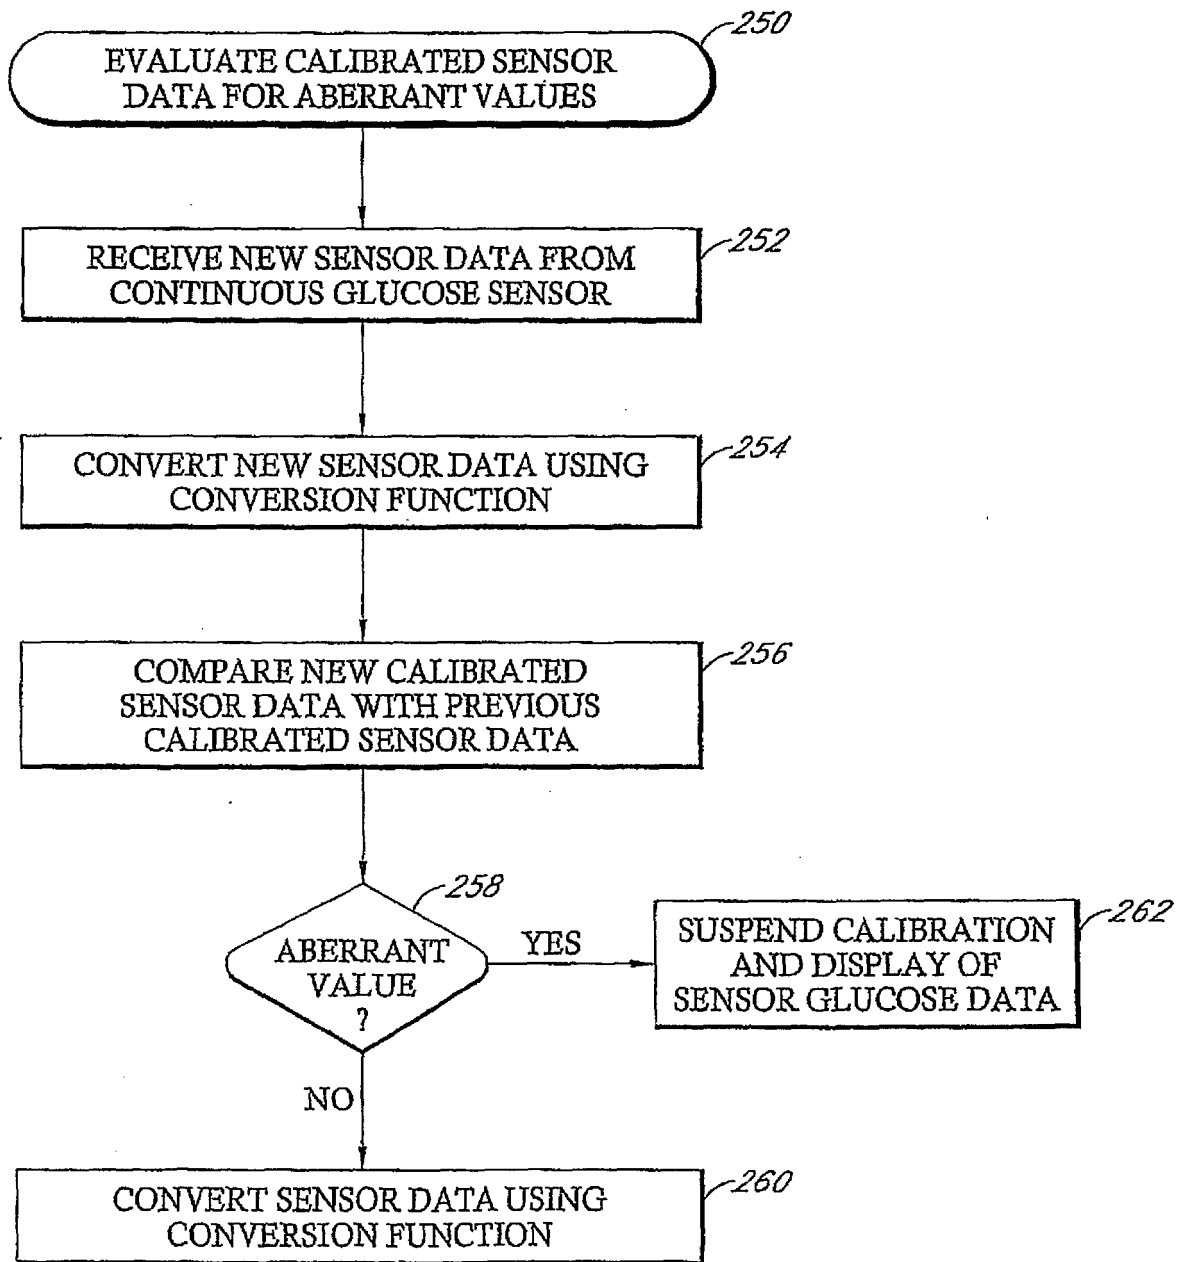 250
EVALUATE CALIBRATED SENSOR
DATA FOR ABERRANT VALUES
252
RECEIVE NEW SENSOR DATA FROM
CONTINUOUS GLUCOSE SENSOR
254
CONVERT NEW SENSOR DATA USING
CONVERSION FUNCTION
256
COMPARE NEW CALIBRATED
SENSOR DATA WITH PREVIOUS
CALIBRATED SENSOR DATA
258
ABERRANT
VALUE
?
YES
262
SUSPEND CALIBRATION
AND DISPLAY OF
SENSOR GLUCOSE DATA
NO
260
CONVERT SENSOR DATA USING
CONVERSION FUNCTION